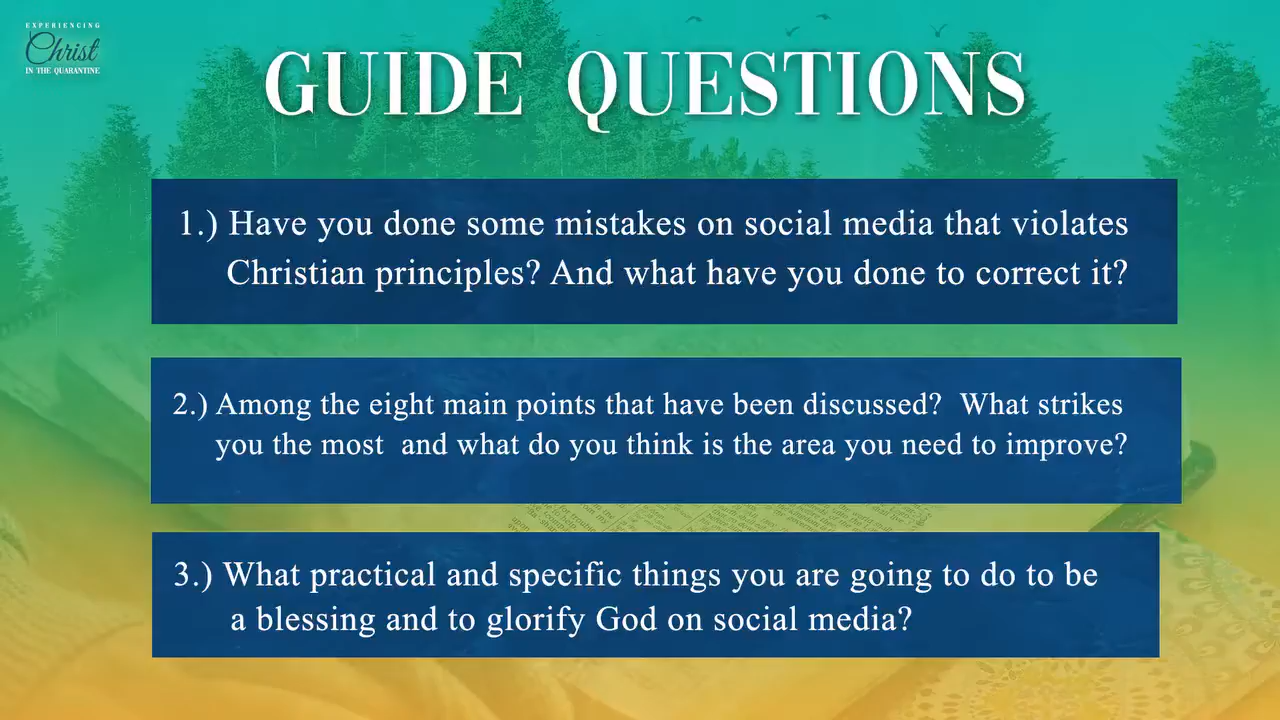 EXPERIENCING
Christ
IN THE QUARANTINE
GUIDE QUESTIONS
1.) Have you done some mistakes on social media that violates
Christian principles? And what have you done to correct it?
2.) Among the eight main points that have been discussed? What strikes
you the most and what do you think is the area you need to improve?
3.) What practical and specific things you are going to do to be
a blessing and to glorify God on social media?